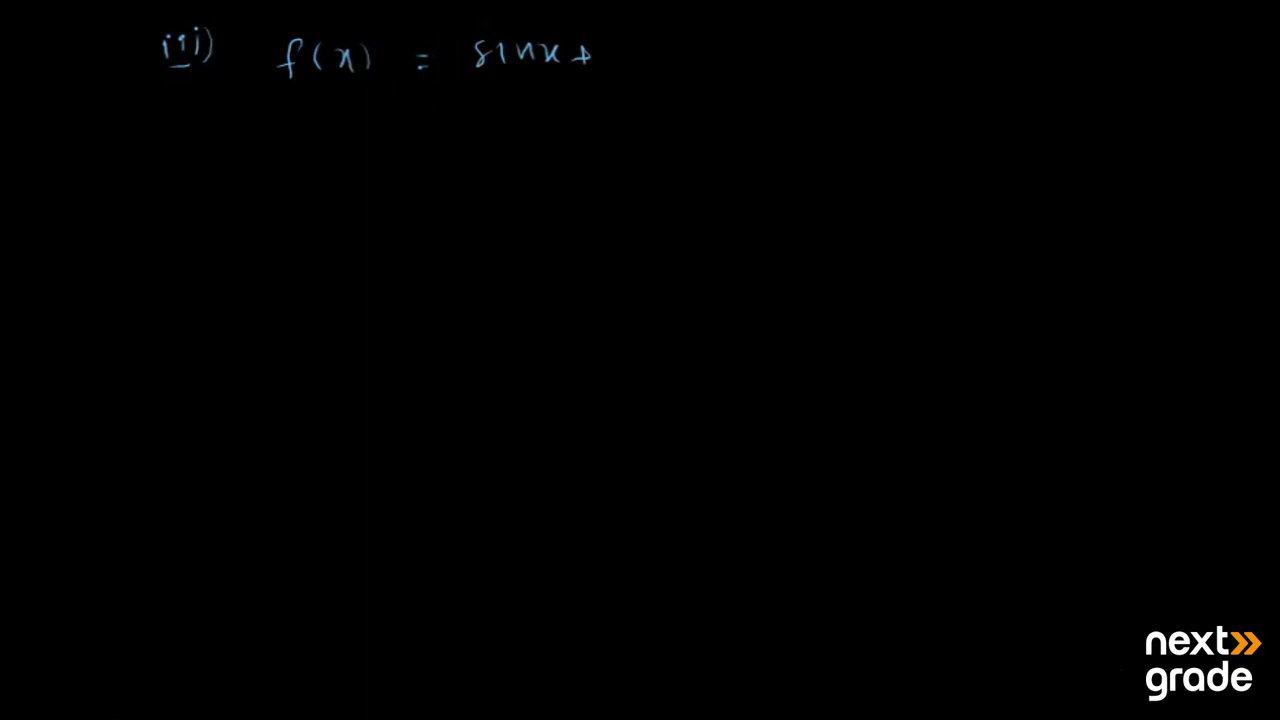 iii) f(x) = sinx +
next
grade